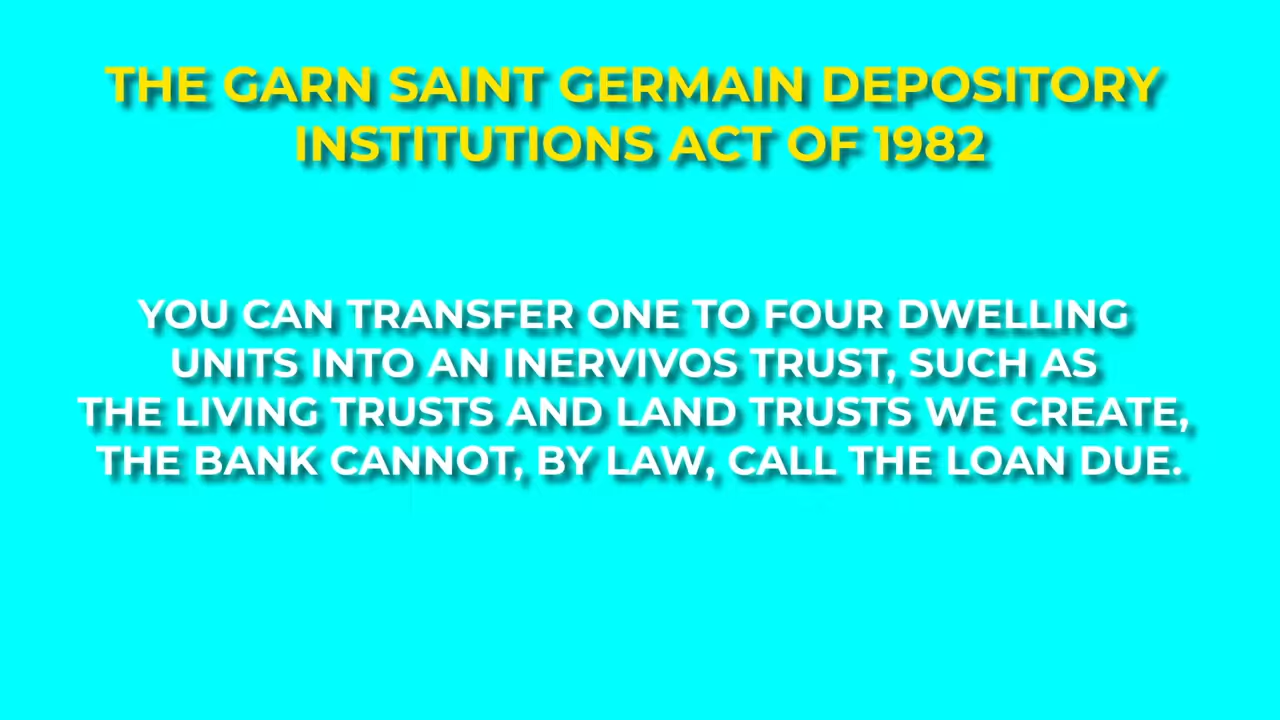 THE GARN SAINT GERMAIN DEPOSITORY
INSTITUTIONS ACT OF 1982
YOU CAN TRANSFER ONE TO FOUR DWELLING
UNITS INTO AN INERVIVOS TRUST, SUCH AS
THE LIVING TRUSTS AND LAND TRUSTS WE CREATE,
THE BANK CANNOT, BY LAW, CALL THE LOAN DUE.